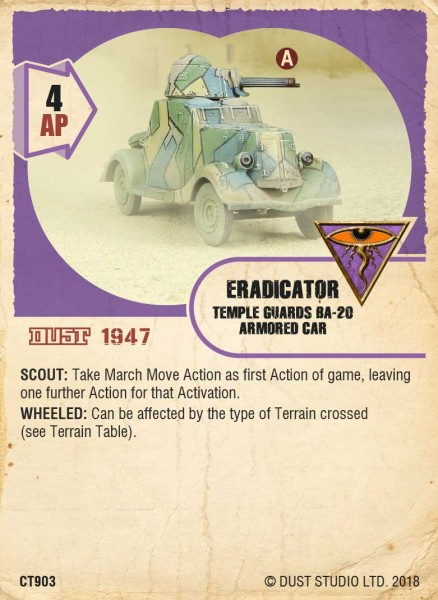 A
4
AP
ERADICATOR
TEMPLE GUARDS BA-20
ARMORED CAR
DUST 1947
SCOUT: Take March Move Action as first Action of game, leaving
one further Action for that Activation.
WHEELED: Can be affected by the type of Terrain crossed
(see Terrain Table).
CT903
© DUST STUDIO LTD. 2018